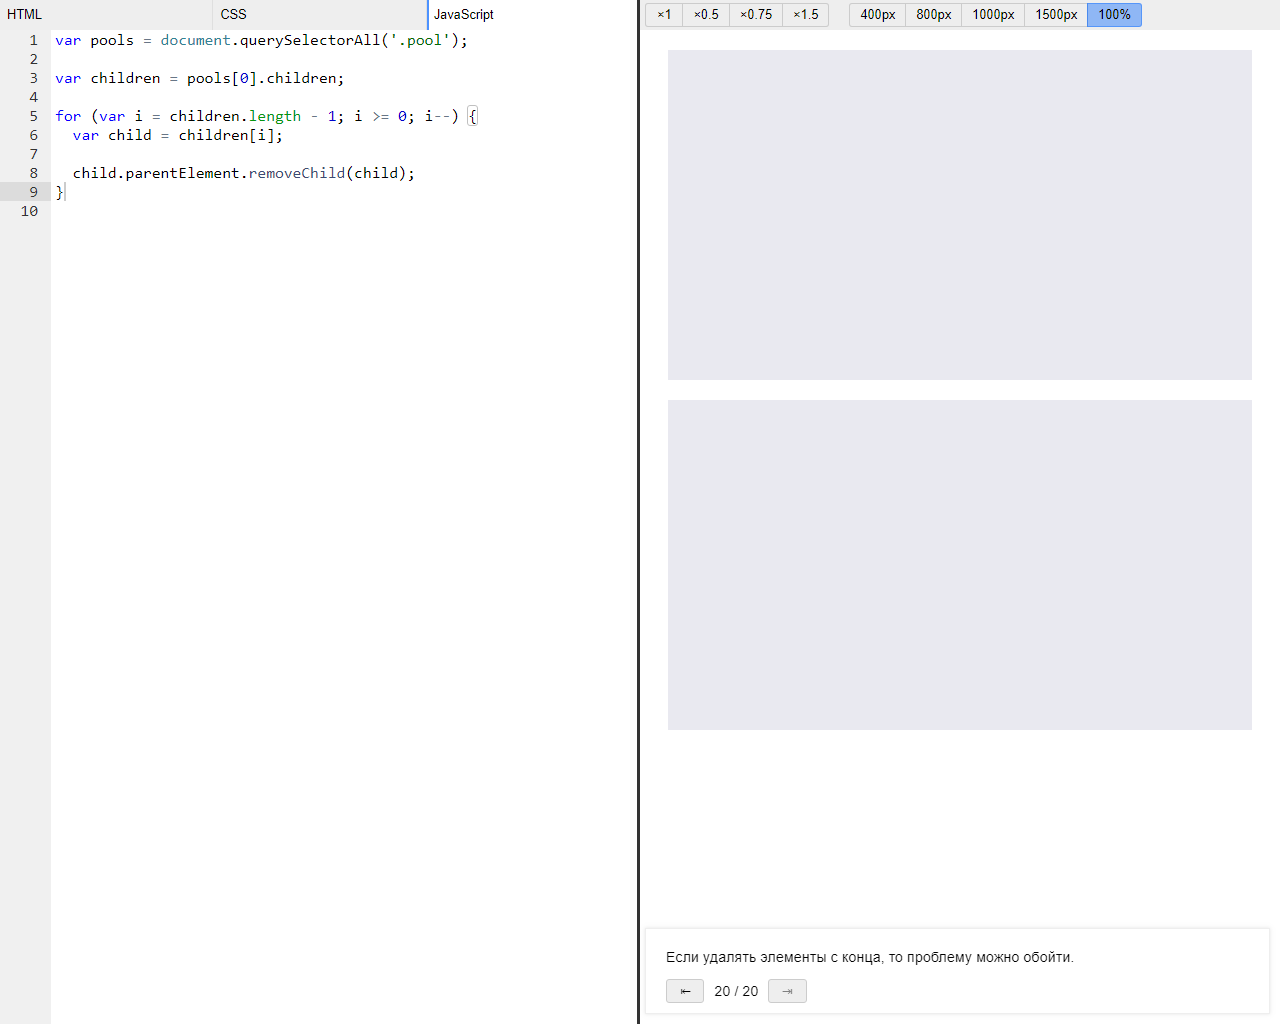 HTML CSS JavaScript
×1 ×0.5 ×0.75 ×1.5 400px 800px 1000px 1500px 100%
1 var pools = document.querySelectorAll('.pool');
2
3 var children = pools[0].children;
4
5 for (var i = children.length - 1; i >= 0; i--) {
6 var child = children[i];
7
8 child.parentElement.removeChild(child);
9 }
10
Если удалять элементы с конца, то проблему можно обойти.
⇤ 20 / 20 ⇥